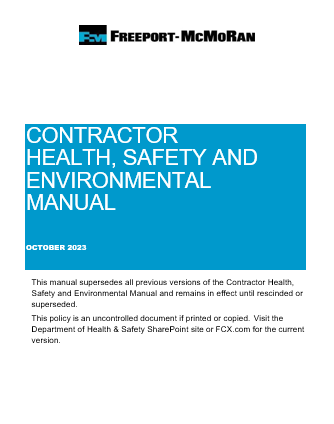 FCX FREEPORT-MCMORAN
CONTRACTOR
HEALTH, SAFETY AND
ENVIRONMENTAL
MANUAL
OCTOBER 2023
This manual supersedes all previous versions of the Contractor Health,
Safety and Environmental Manual and remains in effect until rescinded or
superseded.
This policy is an uncontrolled document if printed or copied. Visit the
Department of Health & Safety SharePoint site or FCX.com for the current
version.